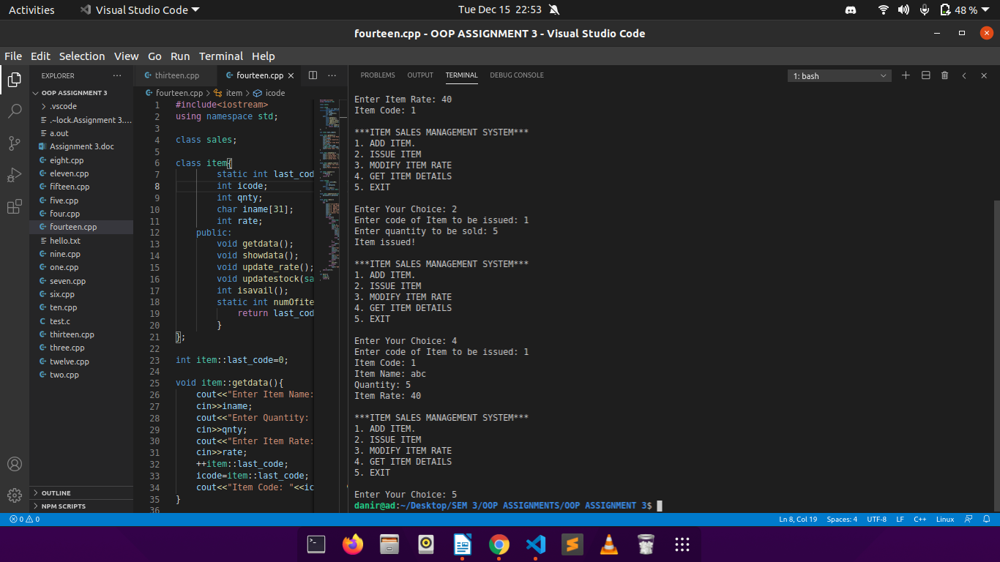 Activities Visual Studio Code Tue Dec 15 22:53 48 %
fourteen.cpp - OOP ASSIGNMENT 3 - Visual Studio Code
File Edit Selection View Go Run Terminal Help
EXPLORER ···
OOP ASSIGNMENT 3
.vscode
.~lock.Assignment 3....
a.out
Assignment 3.doc
eight.cpp
eleven.cpp
fifteen.cpp
five.cpp
four.cpp
fourteen.cpp
hello.txt
nine.cpp
one.cpp
seven.cpp
six.cpp
ten.cpp
test.c
thirteen.cpp
three.cpp
twelve.cpp
two.cpp
OUTLINE
NPM SCRIPTS
thirteen.cpp fourteen.cpp ···
fourteen.cpp > item > icode
1 #include<iostream>
2 using namespace std;
3
4 class sales;
5
6 class item{
7 static int last_cod
8 int icode;
9 int qnty;
10 char iname[31];
11 int rate;
12 public:
13 void getdata();
14 void showdata();
15 void update_rate();
16 void updatestock(sa
17 int isavail();
18 static int numOfite
19 return last_cod
20 }
21 };
22
23 int item::last_code=0;
24
25 void item::getdata(){
26 cout<<"Enter Item Name:
27 cin>>iname;
28 cout<<"Enter Quantity:
29 cin>>qnty;
30 cout<<"Enter Item Rate:
31 cin>>rate;
32 ++item::last_code;
33 icode=item::last_code;
34 cout<<"Item Code: "<<ic
35 }
36
PROBLEMS OUTPUT TERMINAL DEBUG CONSOLE 1: bash
Enter Item Rate: 40
Item Code: 1
***ITEM SALES MANAGEMENT SYSTEM***
1. ADD ITEM.
2. ISSUE ITEM
3. MODIFY ITEM RATE
4. GET ITEM DETAILS
5. EXIT
Enter Your Choice: 2
Enter code of Item to be issued: 1
Enter quantity to be sold: 5
Item issued!
***ITEM SALES MANAGEMENT SYSTEM***
1. ADD ITEM.
2. ISSUE ITEM
3. MODIFY ITEM RATE
4. GET ITEM DETAILS
5. EXIT
Enter Your Choice: 4
Enter code of Item to be issued: 1
Item Code: 1
Item Name: abc
Quantity: 5
Item Rate: 40
***ITEM SALES MANAGEMENT SYSTEM***
1. ADD ITEM.
2. ISSUE ITEM
3. MODIFY ITEM RATE
4. GET ITEM DETAILS
5. EXIT
Enter Your Choice: 5
danir@ad:~/Desktop/SEM 3/OOP ASSIGNMENTS/OOP ASSIGNMENT 3$
0 0 Ln 8, Col 19 Spaces: 4 UTF-8 LF C++ Linux